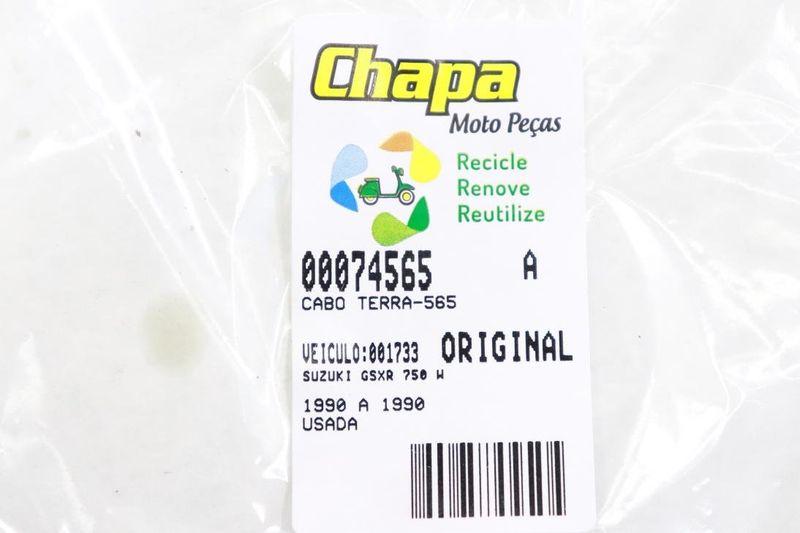 Chapa
Moto Peças
Recicle
Renove
Reutilize
00074565 A
CABO TERRA-565
VEICULO:001733 ORIGINAL
SUZUKI GSXR 750 W
1990 A 1990
USADA